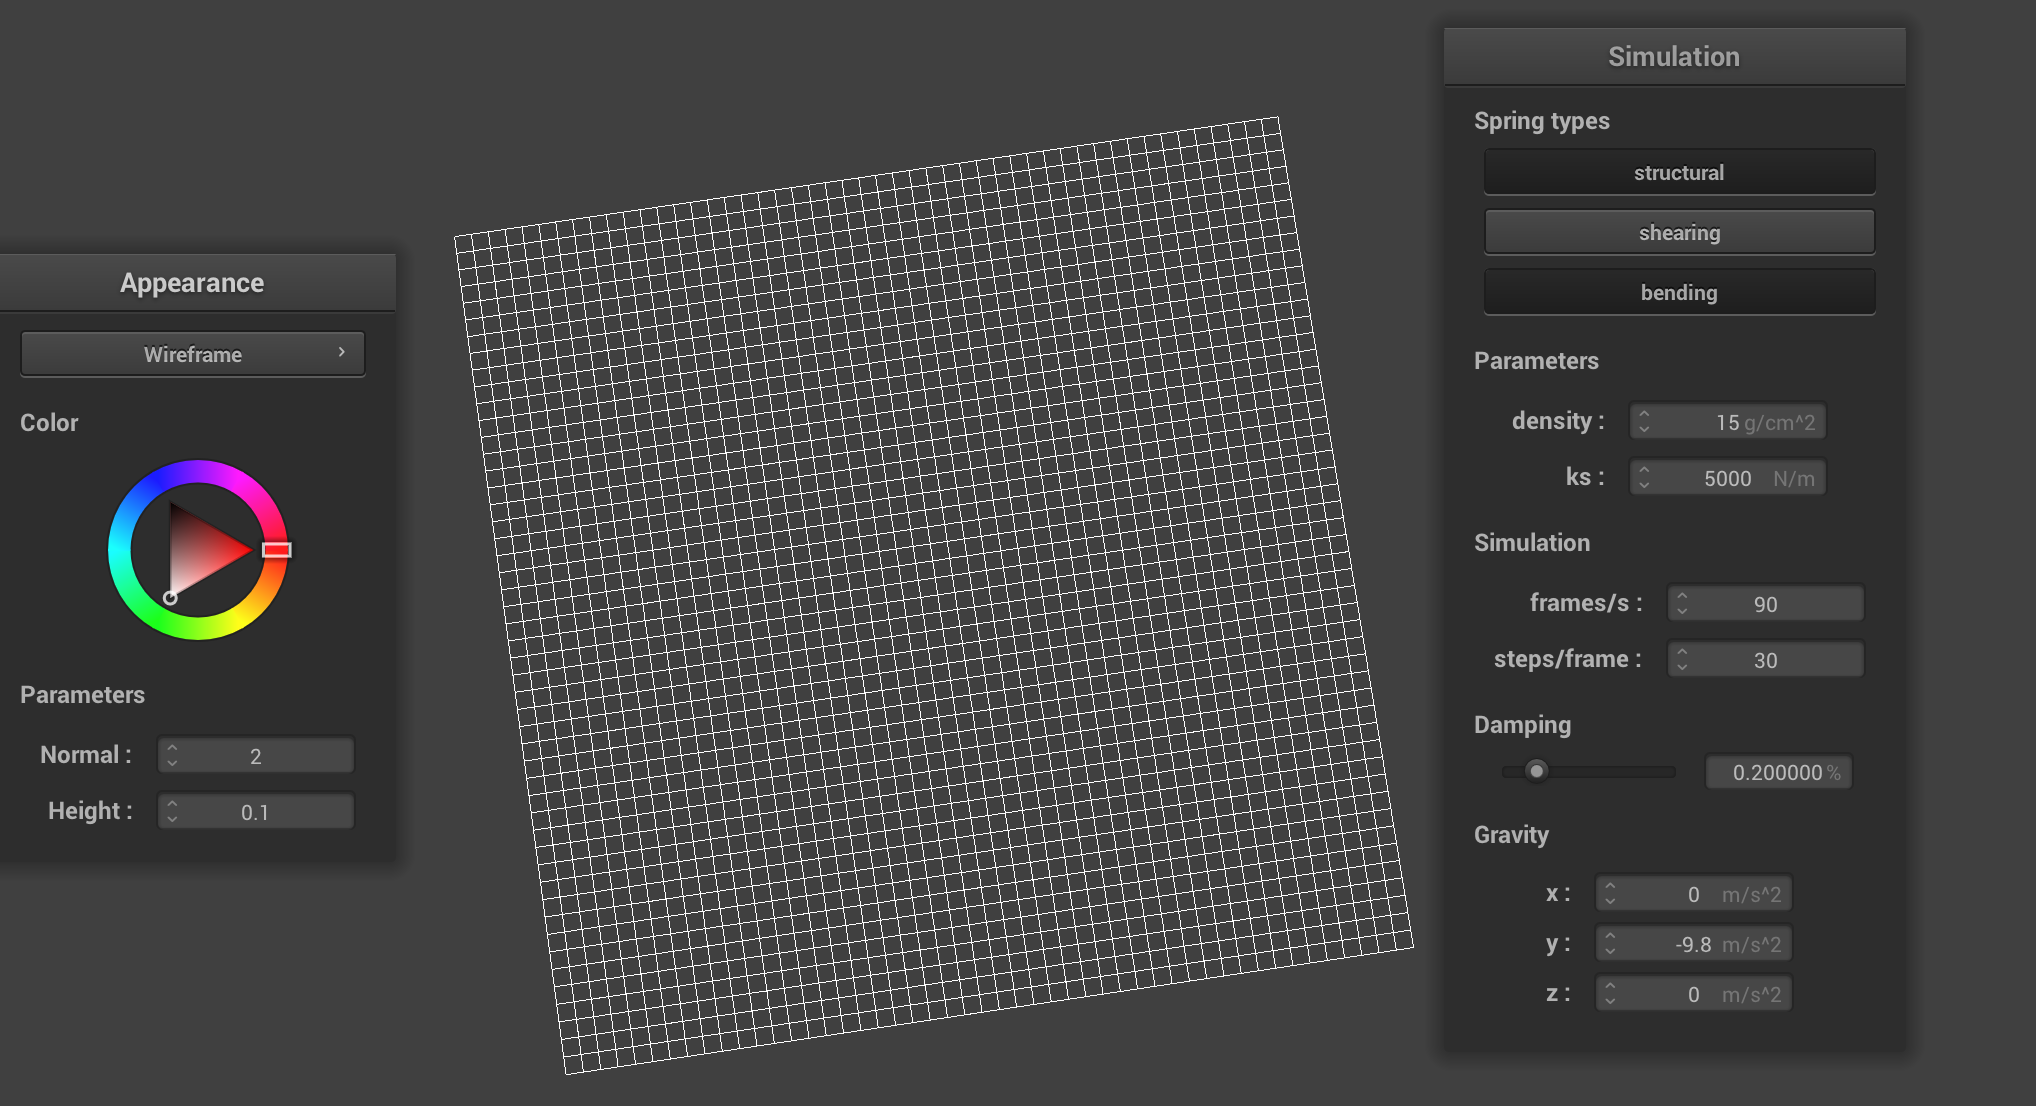 Appearance
Wireframe ›
Color
Parameters
Normal : 2
Height : 0.1
Simulation
Spring types
structural
shearing
bending
Parameters
density : 15 g/cm^2
ks : 5000 N/m
Simulation
frames/s : 90
steps/frame : 30
Damping
0.200000 %
Gravity
x : 0 m/s^2
y : -9.8 m/s^2
z : 0 m/s^2